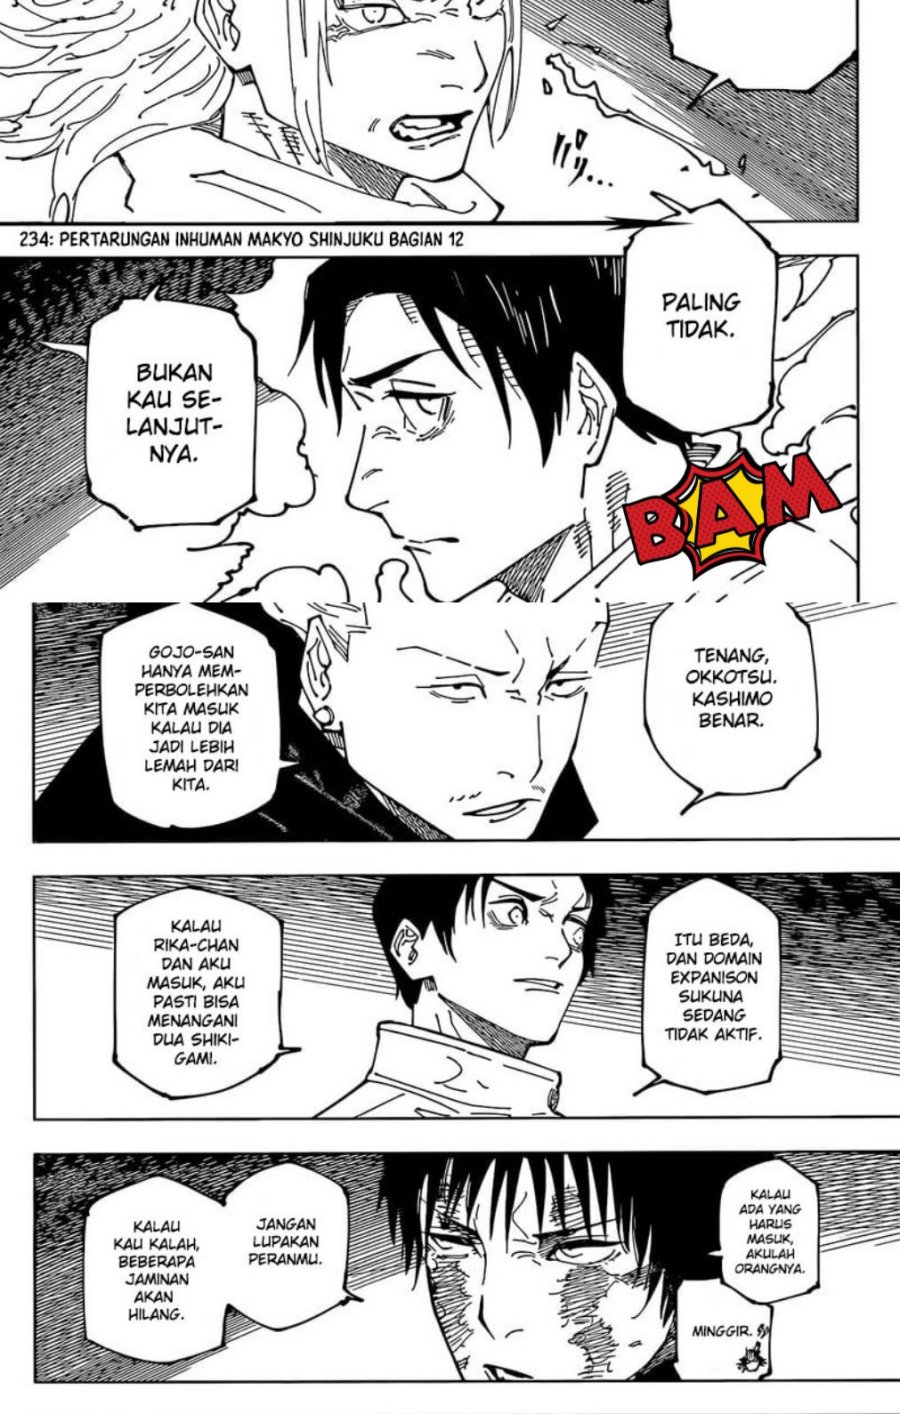 234: PERTARUNGAN INHUMAN MAKYO SHINJUKU BAGIAN 12
PALING
TIDAK.
BUKAN
KAU SE-
LANJUT-
NYA.
BAM
TENANG,
OKKOTSU.
KASHIMO
BENAR.
GOJO-SAN
HANYA MEM-
PERBOLEHKAN
KITA MASUK
KALAU DIA
JADI LEBIH
LEMAH DARI
KITA.
ITU BEDA,
DAN DOMAIN
EXPANISON
SUKUNA
SEDANG
TIDAK AKTIF.
KALAU
RIKA-CHAN
DAN AKU
MASUK, AKU
PASTI BISA
MENANGANI
DUA SHIKI-
GAMI.
KALAU
ADA YANG
HARUS
MASUK,
AKULAH
ORANGNYA.
MINGGIR.
JANGAN
LUPAKAN
PERANMU.
KALAU
KAU KALAH,
BEBERAPA
JAMINAN
AKAN
HILANG.